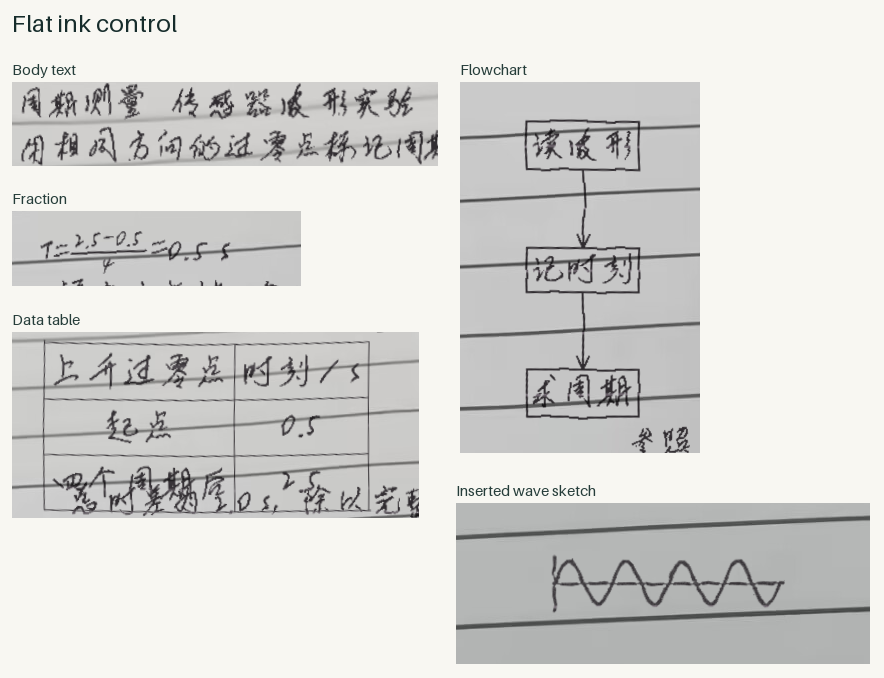 Flat ink control
Body text
周期测量 传感器波形实验
用相同方向的过零点标记周期
Fraction
T=(2.5-0.5)/4=0.5 s
Data table
上升过零点 时刻/s
起点 0.5
四个周期后 2.5
时差为2.0 s, 除以完整
Flowchart
读波形
记时刻
求周期
参照
Inserted wave sketch